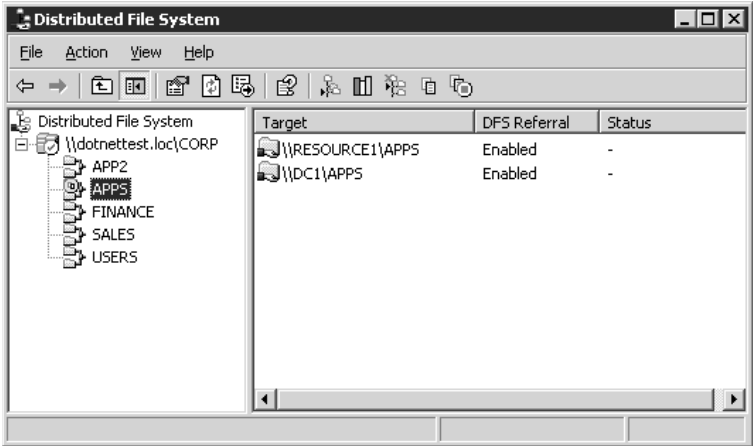 Distributed File System
File Action View Help
Distributed File System
\\dotnettest.loc\CORP
APP2
APPS
FINANCE
SALES
USERS
Target DFS Referral Status
\\RESOURCE1\APPS Enabled -
\\DC1\APPS Enabled -